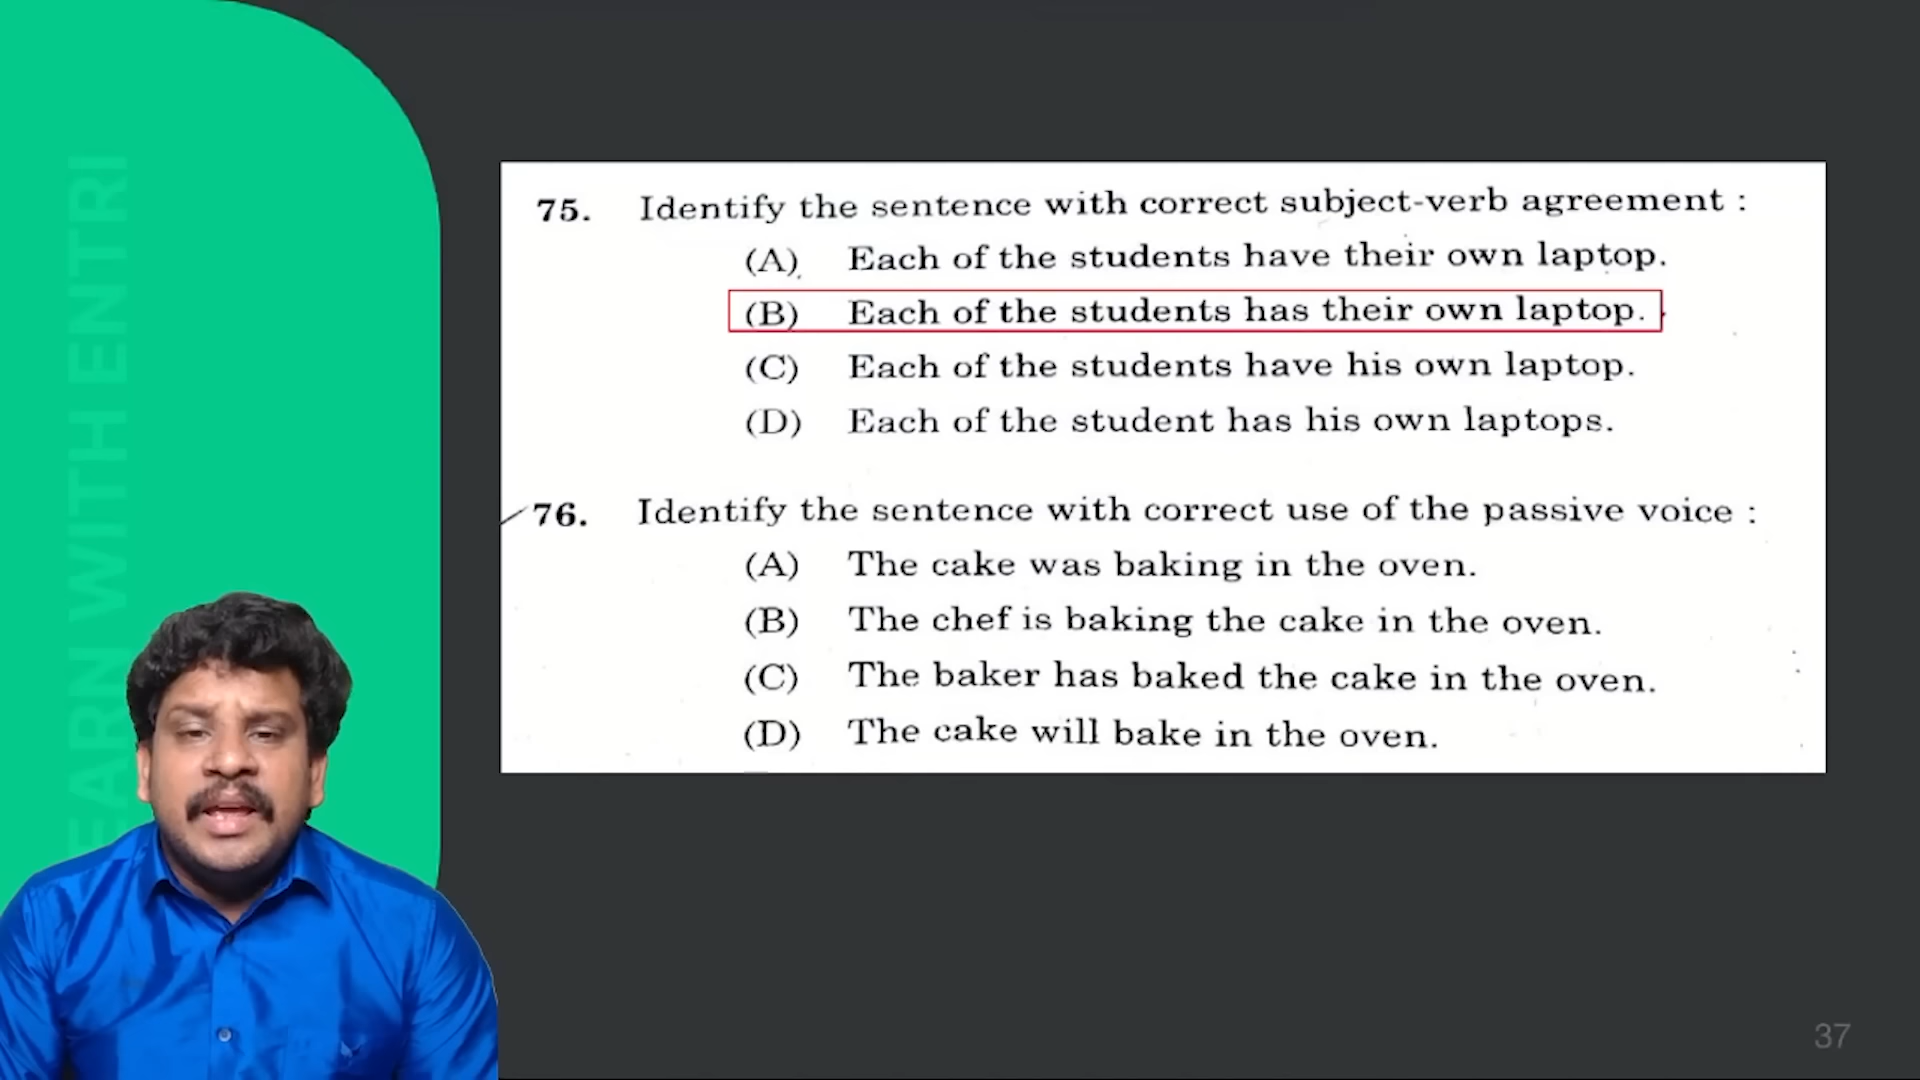 LEARN WITH ENTRI
75. Identify the sentence with correct subject-verb agreement :
(A) Each of the students have their own laptop.
(B) Each of the students has their own laptop.
(C) Each of the students have his own laptop.
(D) Each of the student has his own laptops.
76. Identify the sentence with correct use of the passive voice :
(A) The cake was baking in the oven.
(B) The chef is baking the cake in the oven.
(C) The baker has baked the cake in the oven.
(D) The cake will bake in the oven.
37